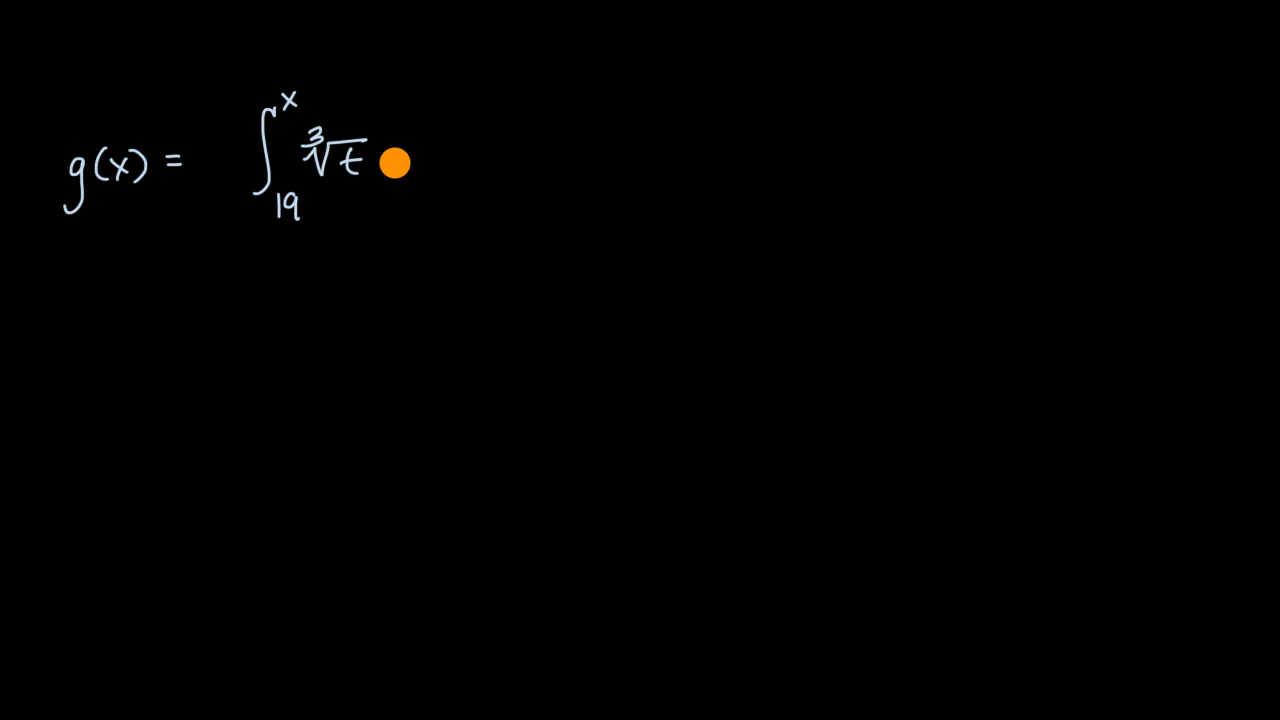 g(x) = ∫₁₉ˣ ∛t